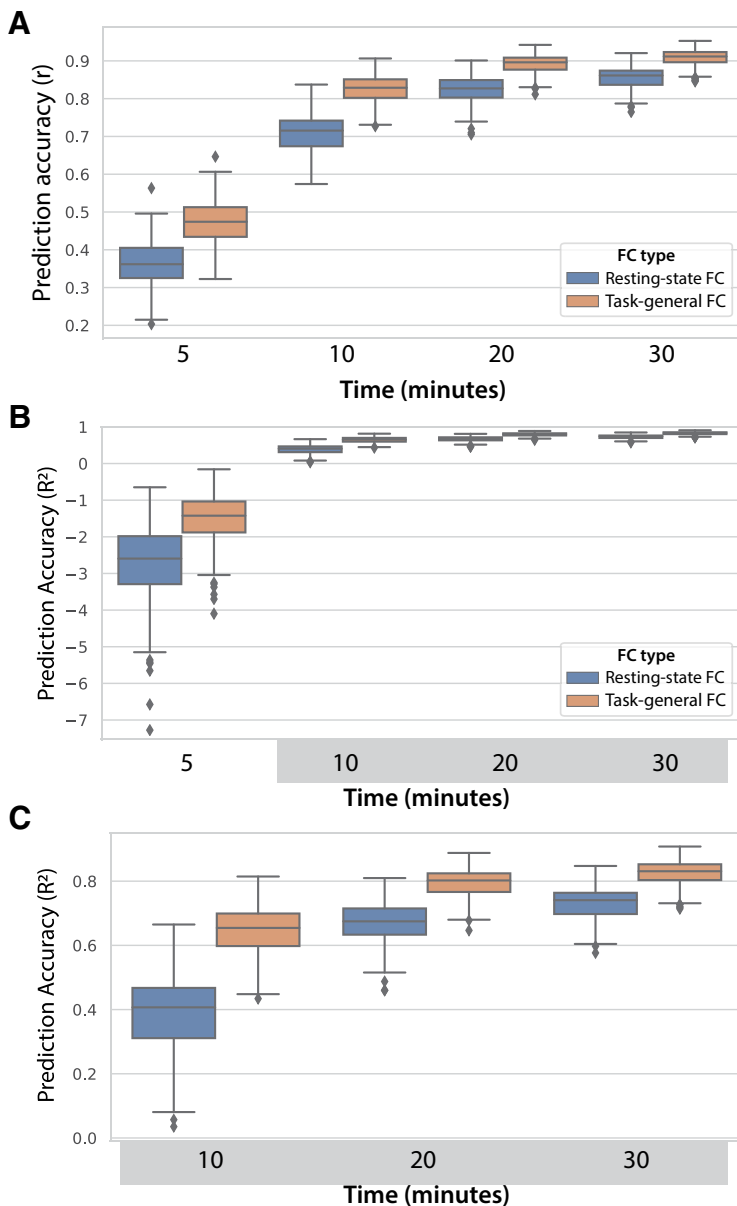 A
Prediction accuracy (r)
0.9
0.8
0.7
0.6
0.5
0.4
0.3
0.2
FC type
Resting-state FC
Task-general FC
5 10 20 30
Time (minutes)
B
Prediction Accuracy (R²)
1
0
−1
−2
−3
−4
−5
−6
−7
FC type
Resting-state FC
Task-general FC
5 10 20 30
Time (minutes)
C
Prediction Accuracy (R²)
0.8
0.6
0.4
0.2
0.0
10 20 30
Time (minutes)